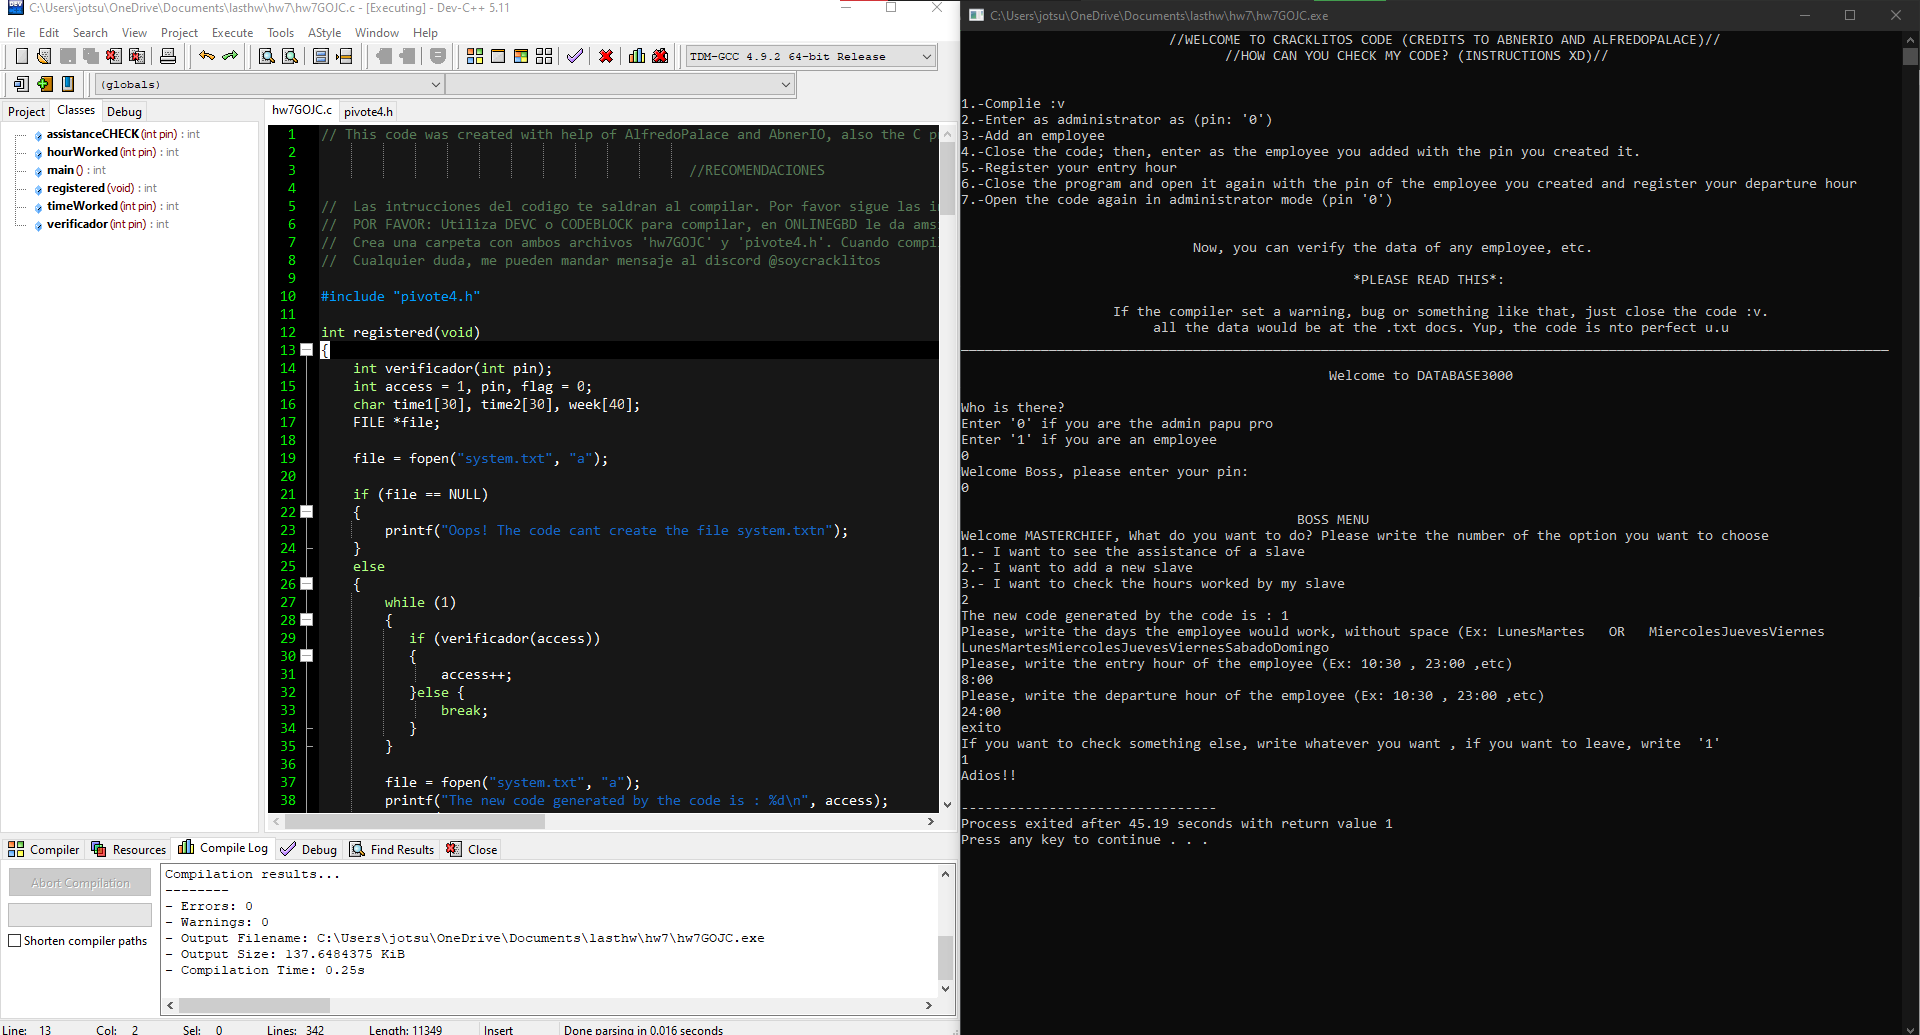 C:\Users\jotsu\OneDrive\Documents\lasthw\hw7\hw7GOJC.c - [Executing] - Dev-C++ 5.11
File Edit Search View Project Execute Tools AStyle Window Help
TDM-GCC 4.9.2 64-bit Release
(globals)
Project Classes Debug
assistanceCHECK (int pin) : int
hourWorked (int pin) : int
main () : int
registered (void) : int
timeWorked (int pin) : int
verificador (int pin) : int
hw7GOJC.c pivote4.h
1 // This code was created with help of AlfredoPalace and AbnerIO, also the C p
2
3 //RECOMENDACIONES
4
5 // Las intrucciones del codigo te saldran al compilar. Por favor sigue las i
6 // POR FAVOR: Utiliza DEVC o CODEBLOCK para compilar, en ONLINEGBD le da ams
7 // Crea una carpeta con ambos archivos 'hw7GOJC' y 'pivote4.h'. Cuando compi
8 // Cualquier duda, me pueden mandar mensaje al discord @soycracklitos
9
10 #include "pivote4.h"
11
12 int registered(void)
13 {
14 int verificador(int pin);
15 int access = 1, pin, flag = 0;
16 char time1[30], time2[30], week[40];
17 FILE *file;
18
19 file = fopen("system.txt", "a");
20
21 if (file == NULL)
22 {
23 printf("Oops! The code cant create the file system.txtn");
24 }
25 else
26 {
27 while (1)
28 {
29 if (verificador(access))
30 {
31 access++;
32 }else {
33 break;
34 }
35 }
36
37 file = fopen("system.txt", "a");
38 printf("The new code generated by the code is : %d\n", access);
Compiler Resources Compile Log Debug Find Results Close
Abort Compilation
Shorten compiler paths
Compilation results...
--------
- Errors: 0
- Warnings: 0
- Output Filename: C:\Users\jotsu\OneDrive\Documents\lasthw\hw7\hw7GOJC.exe
- Output Size: 137.6484375 KiB
- Compilation Time: 0.25s
Line: 13 Col: 2 Sel: 0 Lines: 342 Length: 11349 Insert Done parsing in 0.016 seconds
C:\Users\jotsu\OneDrive\Documents\lasthw\hw7\hw7GOJC.exe
//WELCOME TO CRACKLITOS CODE (CREDITS TO ABNERIO AND ALFREDOPALACE)//
//HOW CAN YOU CHECK MY CODE? (INSTRUCTIONS XD)//
1.-Complie :v
2.-Enter as administrator as (pin: '0')
3.-Add an employee
4.-Close the code; then, enter as the employee you added with the pin you created it.
5.-Register your entry hour
6.-Close the program and open it again with the pin of the employee you created and register your departure hour
7.-Open the code again in administrator mode (pin '0')
Now, you can verify the data of any employee, etc.
*PLEASE READ THIS*:
If the compiler set a warning, bug or something like that, just close the code :v.
all the data would be at the .txt docs. Yup, the code is nto perfect u.u
Welcome to DATABASE3000
Who is there?
Enter '0' if you are the admin papu pro
Enter '1' if you are an employee
0
Welcome Boss, please enter your pin:
0
BOSS MENU
Welcome MASTERCHIEF, What do you want to do? Please write the number of the option you want to choose
1.- I want to see the assistance of a slave
2.- I want to add a new slave
3.- I want to check the hours worked by my slave
2
The new code generated by the code is : 1
Please, write the days the employee would work, without space (Ex: LunesMartes OR MiercolesJuevesViernes
LunesMartesMiercolesJuevesViernesSabadoDomingo
Please, write the entry hour of the employee (Ex: 10:30 , 23:00 ,etc)
8:00
Please, write the departure hour of the employee (Ex: 10:30 , 23:00 ,etc)
24:00
exito
If you want to check something else, write whatever you want , if you want to leave, write '1'
1
Adios!!
--------------------------------
Process exited after 45.19 seconds with return value 1
Press any key to continue . . .